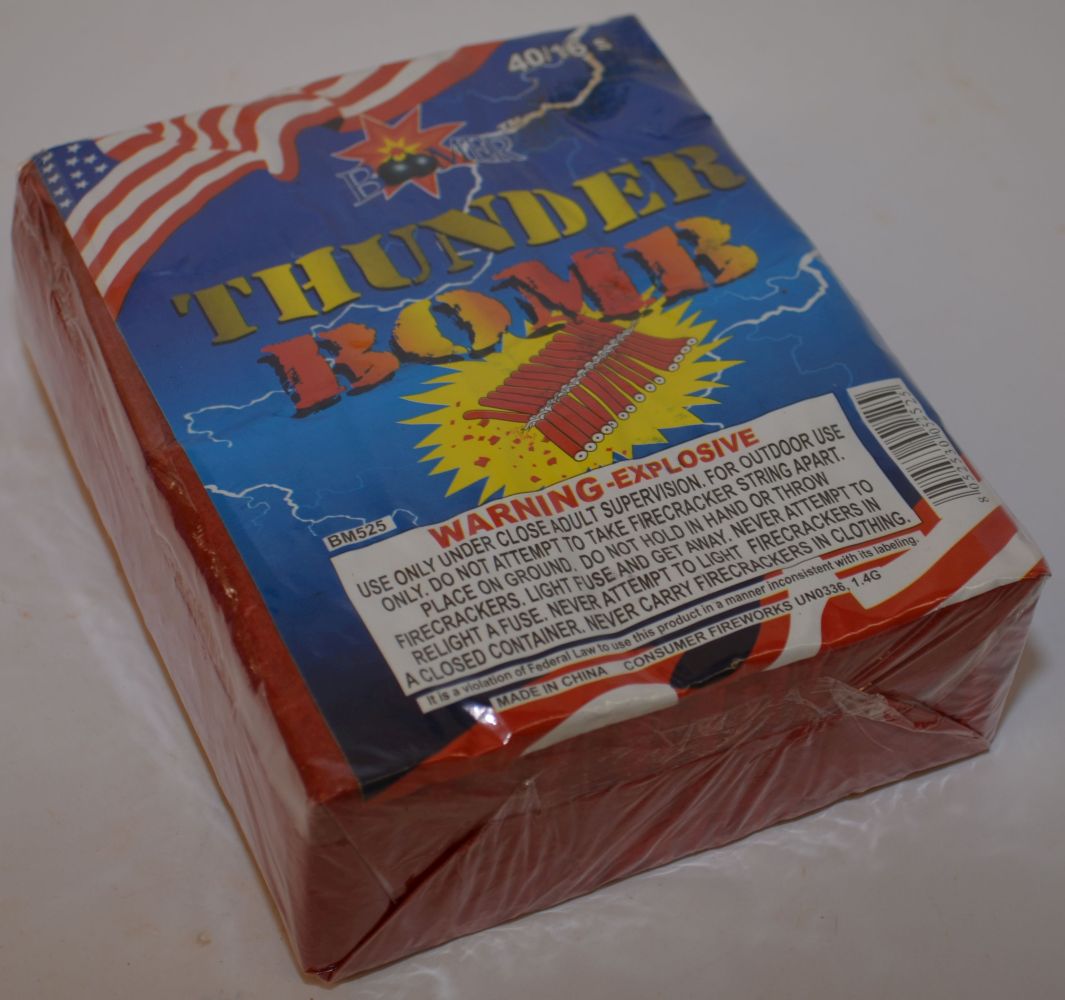 40/16's
BOOMER
THUNDER
BOMB
BM525
WARNING-EXPLOSIVE
USE ONLY UNDER CLOSE ADULT SUPERVISION. FOR OUTDOOR USE
ONLY. DO NOT ATTEMPT TO TAKE FIRECRACKER STRING APART.
PLACE ON GROUND. DO NOT HOLD IN HAND OR THROW
FIRECRACKERS. LIGHT FUSE AND GET AWAY. NEVER ATTEMPT TO
RELIGHT A FUSE. NEVER ATTEMPT TO LIGHT FIRECRACKERS IN
A CLOSED CONTAINER. NEVER CARRY FIRECRACKERS IN CLOTHING.
It is a violation of Federal Law to use this product in a manner inconsistent with its labeling.
MADE IN CHINA CONSUMER FIREWORKS UN0336, 1.4G